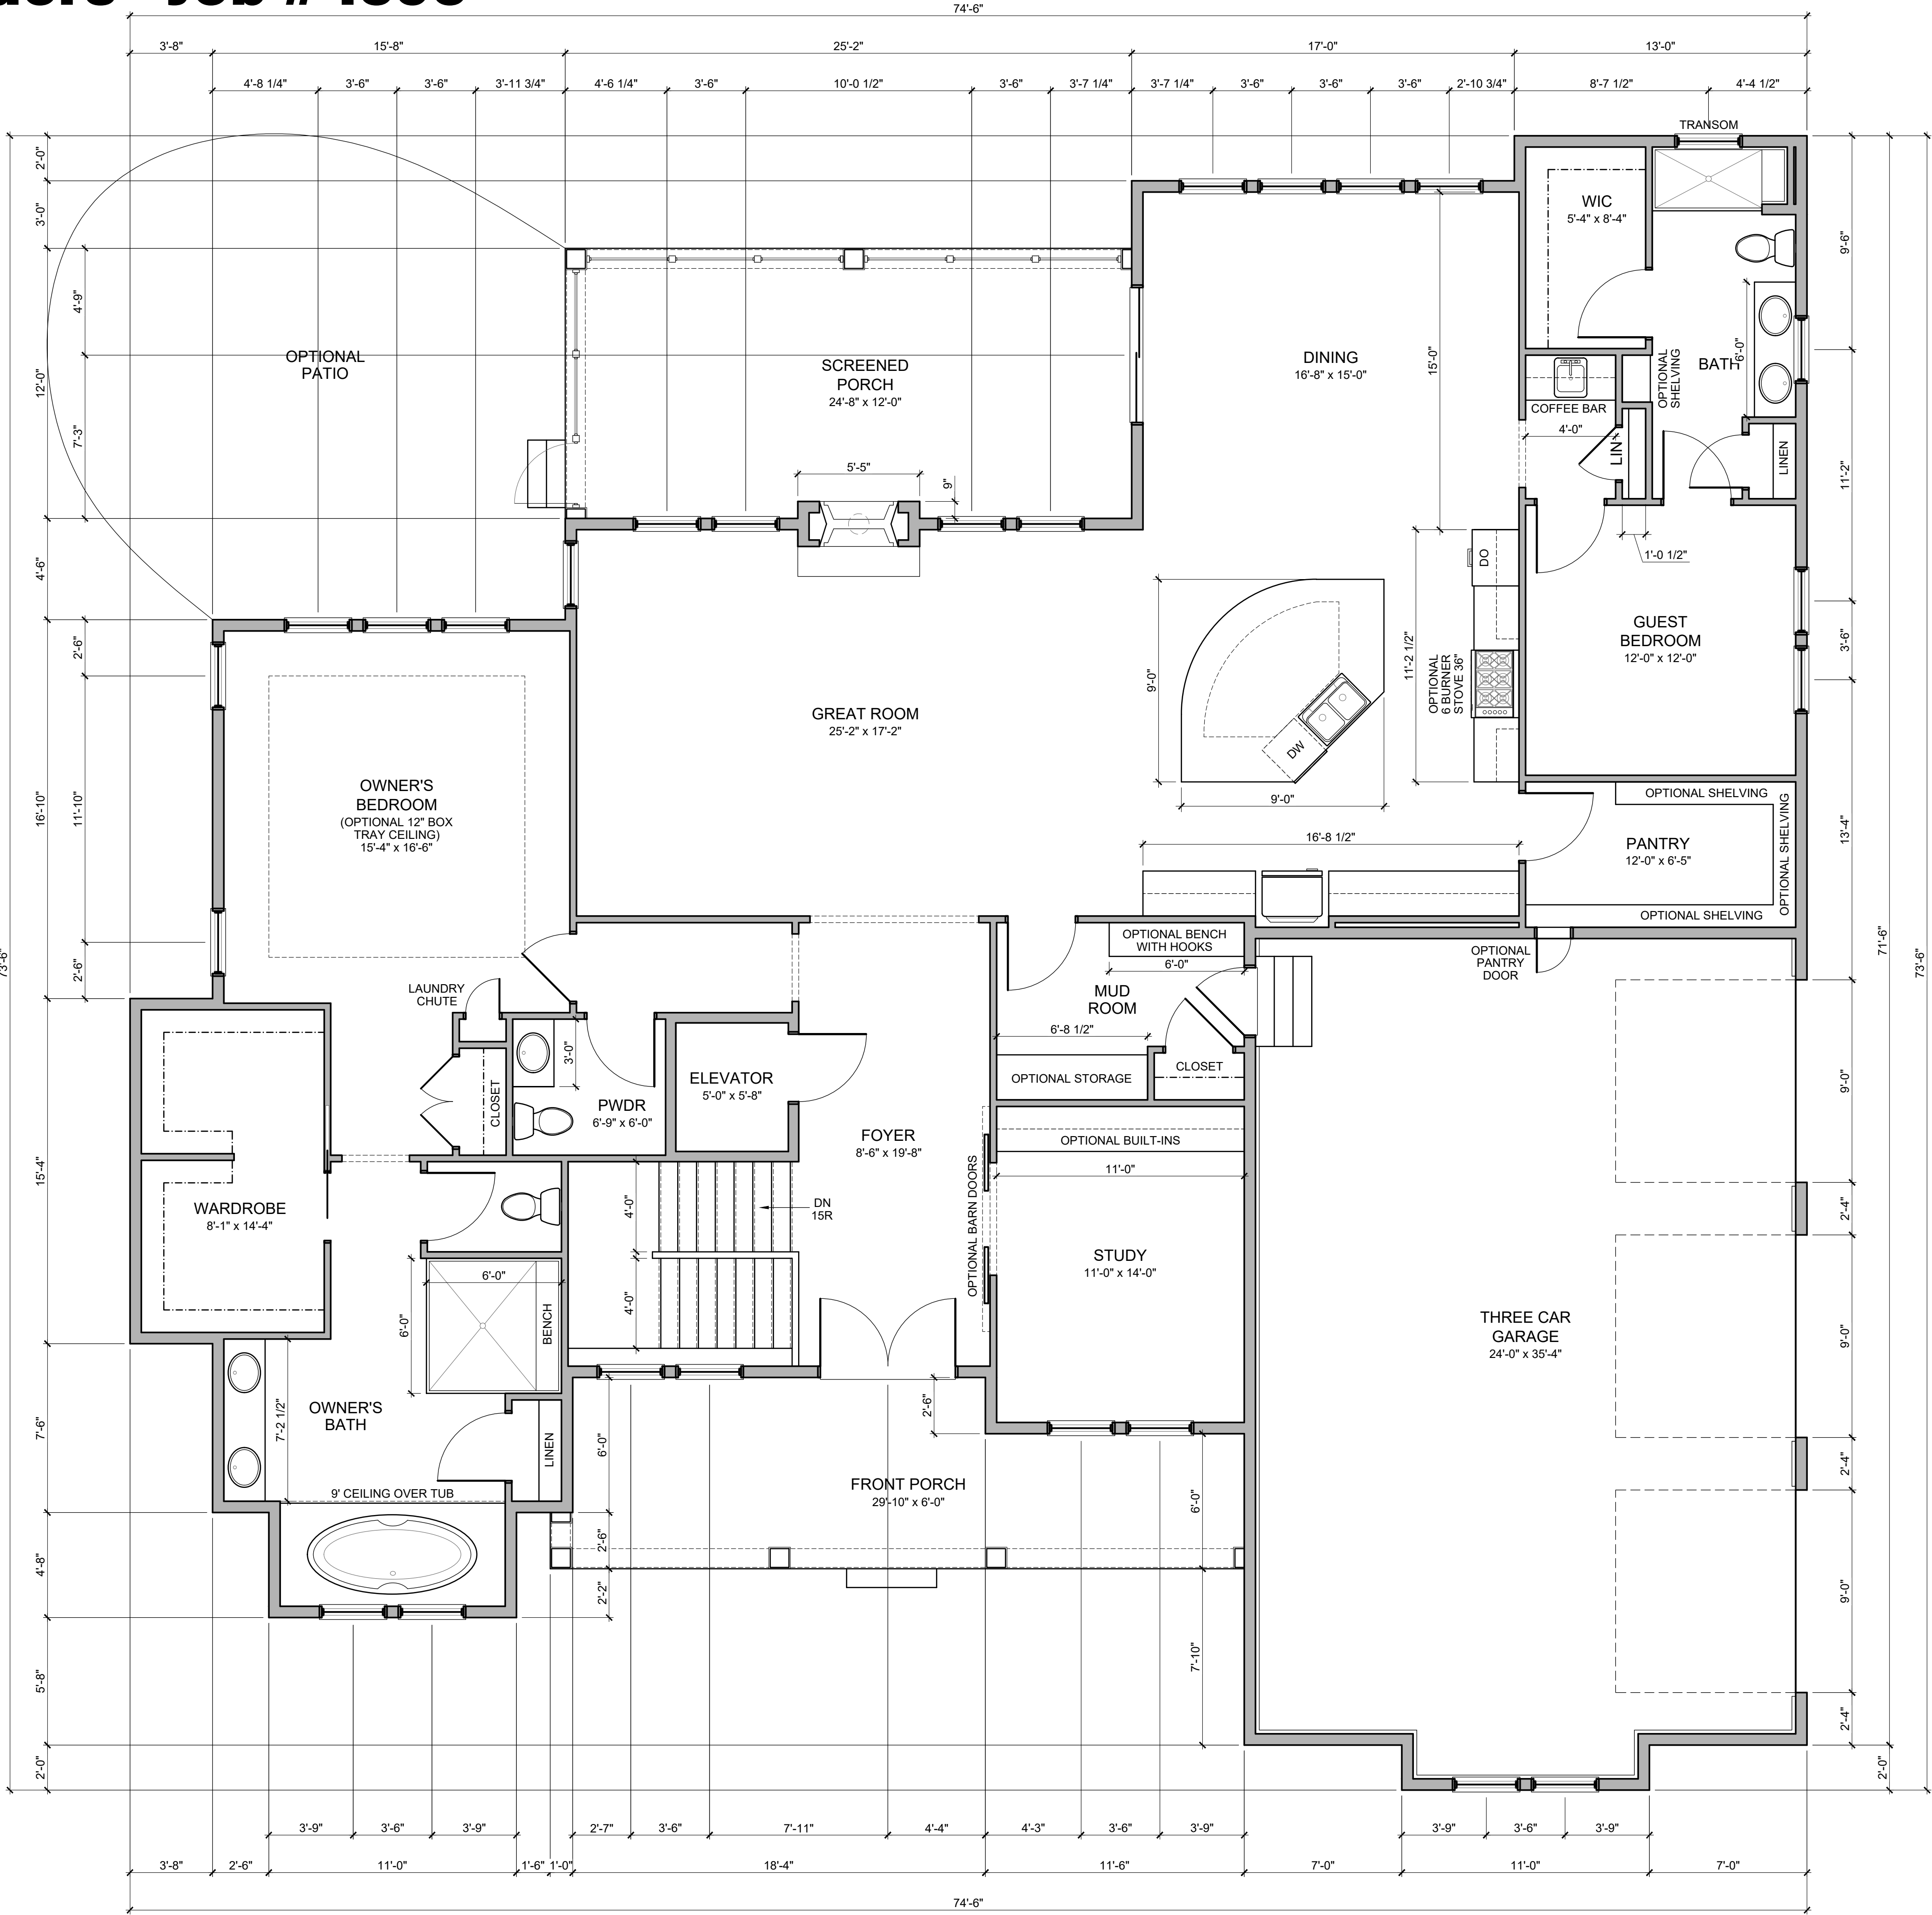 74'-6"
3'-8"
15'-8"
25'-2"
17'-0"
13'-0"
4'-8 1/4"
3'-6"
3'-6"
3'-11 3/4"
4'-6 1/4"
3'-6"
10'-0 1/2"
3'-6"
3'-7 1/4"
3'-7 1/4"
3'-6"
3'-6"
3'-6"
2'-10 3/4"
8'-7 1/2"
4'-4 1/2"
TRANSOM
2'-0"
3'-0"
4'-9"
12'-0"
7'-3"
4'-6"
2'-6"
16'-10"
11'-10"
2'-6"
73'-6"
15'-4"
7'-6"
4'-8"
5'-8"
2'-0"
OPTIONAL
PATIO
SCREENED
PORCH
24'-8" x 12'-0"
5'-5"
9"
DINING
16'-8" x 15'-0"
15'-0"
WIC
5'-4" x 8'-4"
BATH
6'-0"
OPTIONAL
SHELVING
COFFEE BAR
4'-0"
LIN
LINEN
1'-0 1/2"
GUEST
BEDROOM
12'-0" x 12'-0"
DO
11'-2 1/2"
OPTIONAL
6 BURNER
STOVE 36"
9'-0"
DW
9'-0"
GREAT ROOM
25'-2" x 17'-2"
OWNER'S
BEDROOM
(OPTIONAL 12" BOX
TRAY CEILING)
15'-4" x 16'-6"
16'-8 1/2"
OPTIONAL SHELVING
PANTRY
12'-0" x 6'-5"
OPTIONAL SHELVING
OPTIONAL SHELVING
OPTIONAL
PANTRY
DOOR
OPTIONAL BENCH
WITH HOOKS
6'-0"
MUD
ROOM
6'-8 1/2"
OPTIONAL STORAGE
CLOSET
LAUNDRY
CHUTE
CLOSET
3'-0"
PWDR
6'-9" x 6'-0"
ELEVATOR
5'-0" x 5'-8"
FOYER
8'-6" x 19'-8"
OPTIONAL BUILT-INS
11'-0"
OPTIONAL BARN DOORS
STUDY
11'-0" x 14'-0"
DN
15R
4'-0"
4'-0"
WARDROBE
8'-1" x 14'-4"
6'-0"
6'-0"
BENCH
OWNER'S
BATH
7'-2 1/2"
LINEN
9' CEILING OVER TUB
6'-0"
2'-6"
2'-2"
2'-6"
FRONT PORCH
29'-10" x 6'-0"
6'-0"
7'-10"
THREE CAR
GARAGE
24'-0" x 35'-4"
9'-6"
11'-2"
3'-6"
13'-4"
9'-0"
2'-4"
9'-0"
2'-4"
9'-0"
2'-4"
71'-6"
2'-0"
73'-6"
3'-9"
3'-6"
3'-9"
2'-7"
3'-6"
7'-11"
4'-4"
4'-3"
3'-6"
3'-9"
3'-9"
3'-6"
3'-9"
3'-8"
2'-6"
11'-0"
1'-6"
1'-0"
18'-4"
11'-6"
7'-0"
11'-0"
7'-0"
74'-6"